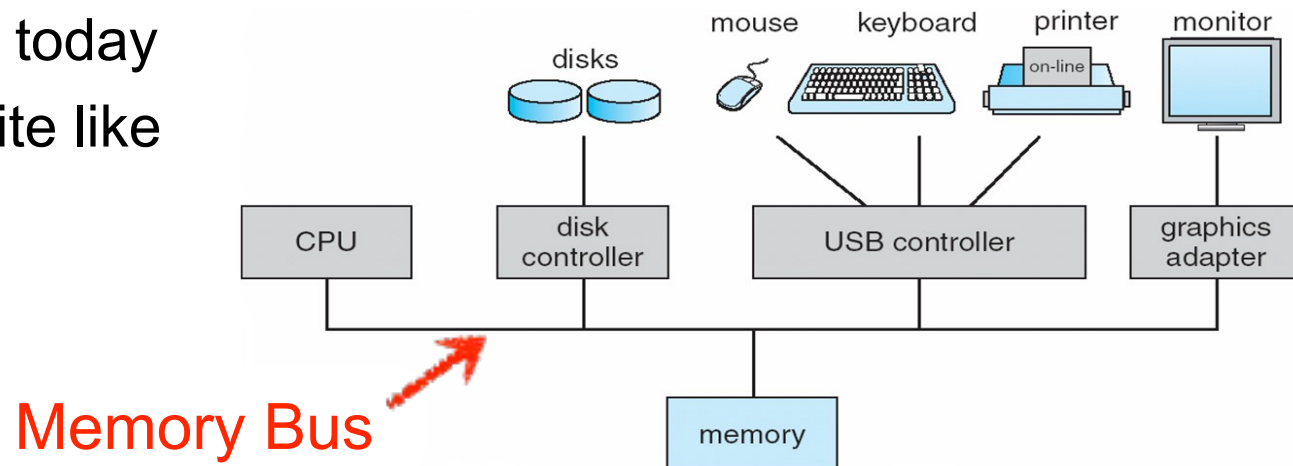 today
ite like
disks
mouse
keyboard
printer
monitor
on-line
CPU
disk
controller
USB controller
graphics
adapter
Memory Bus
memory